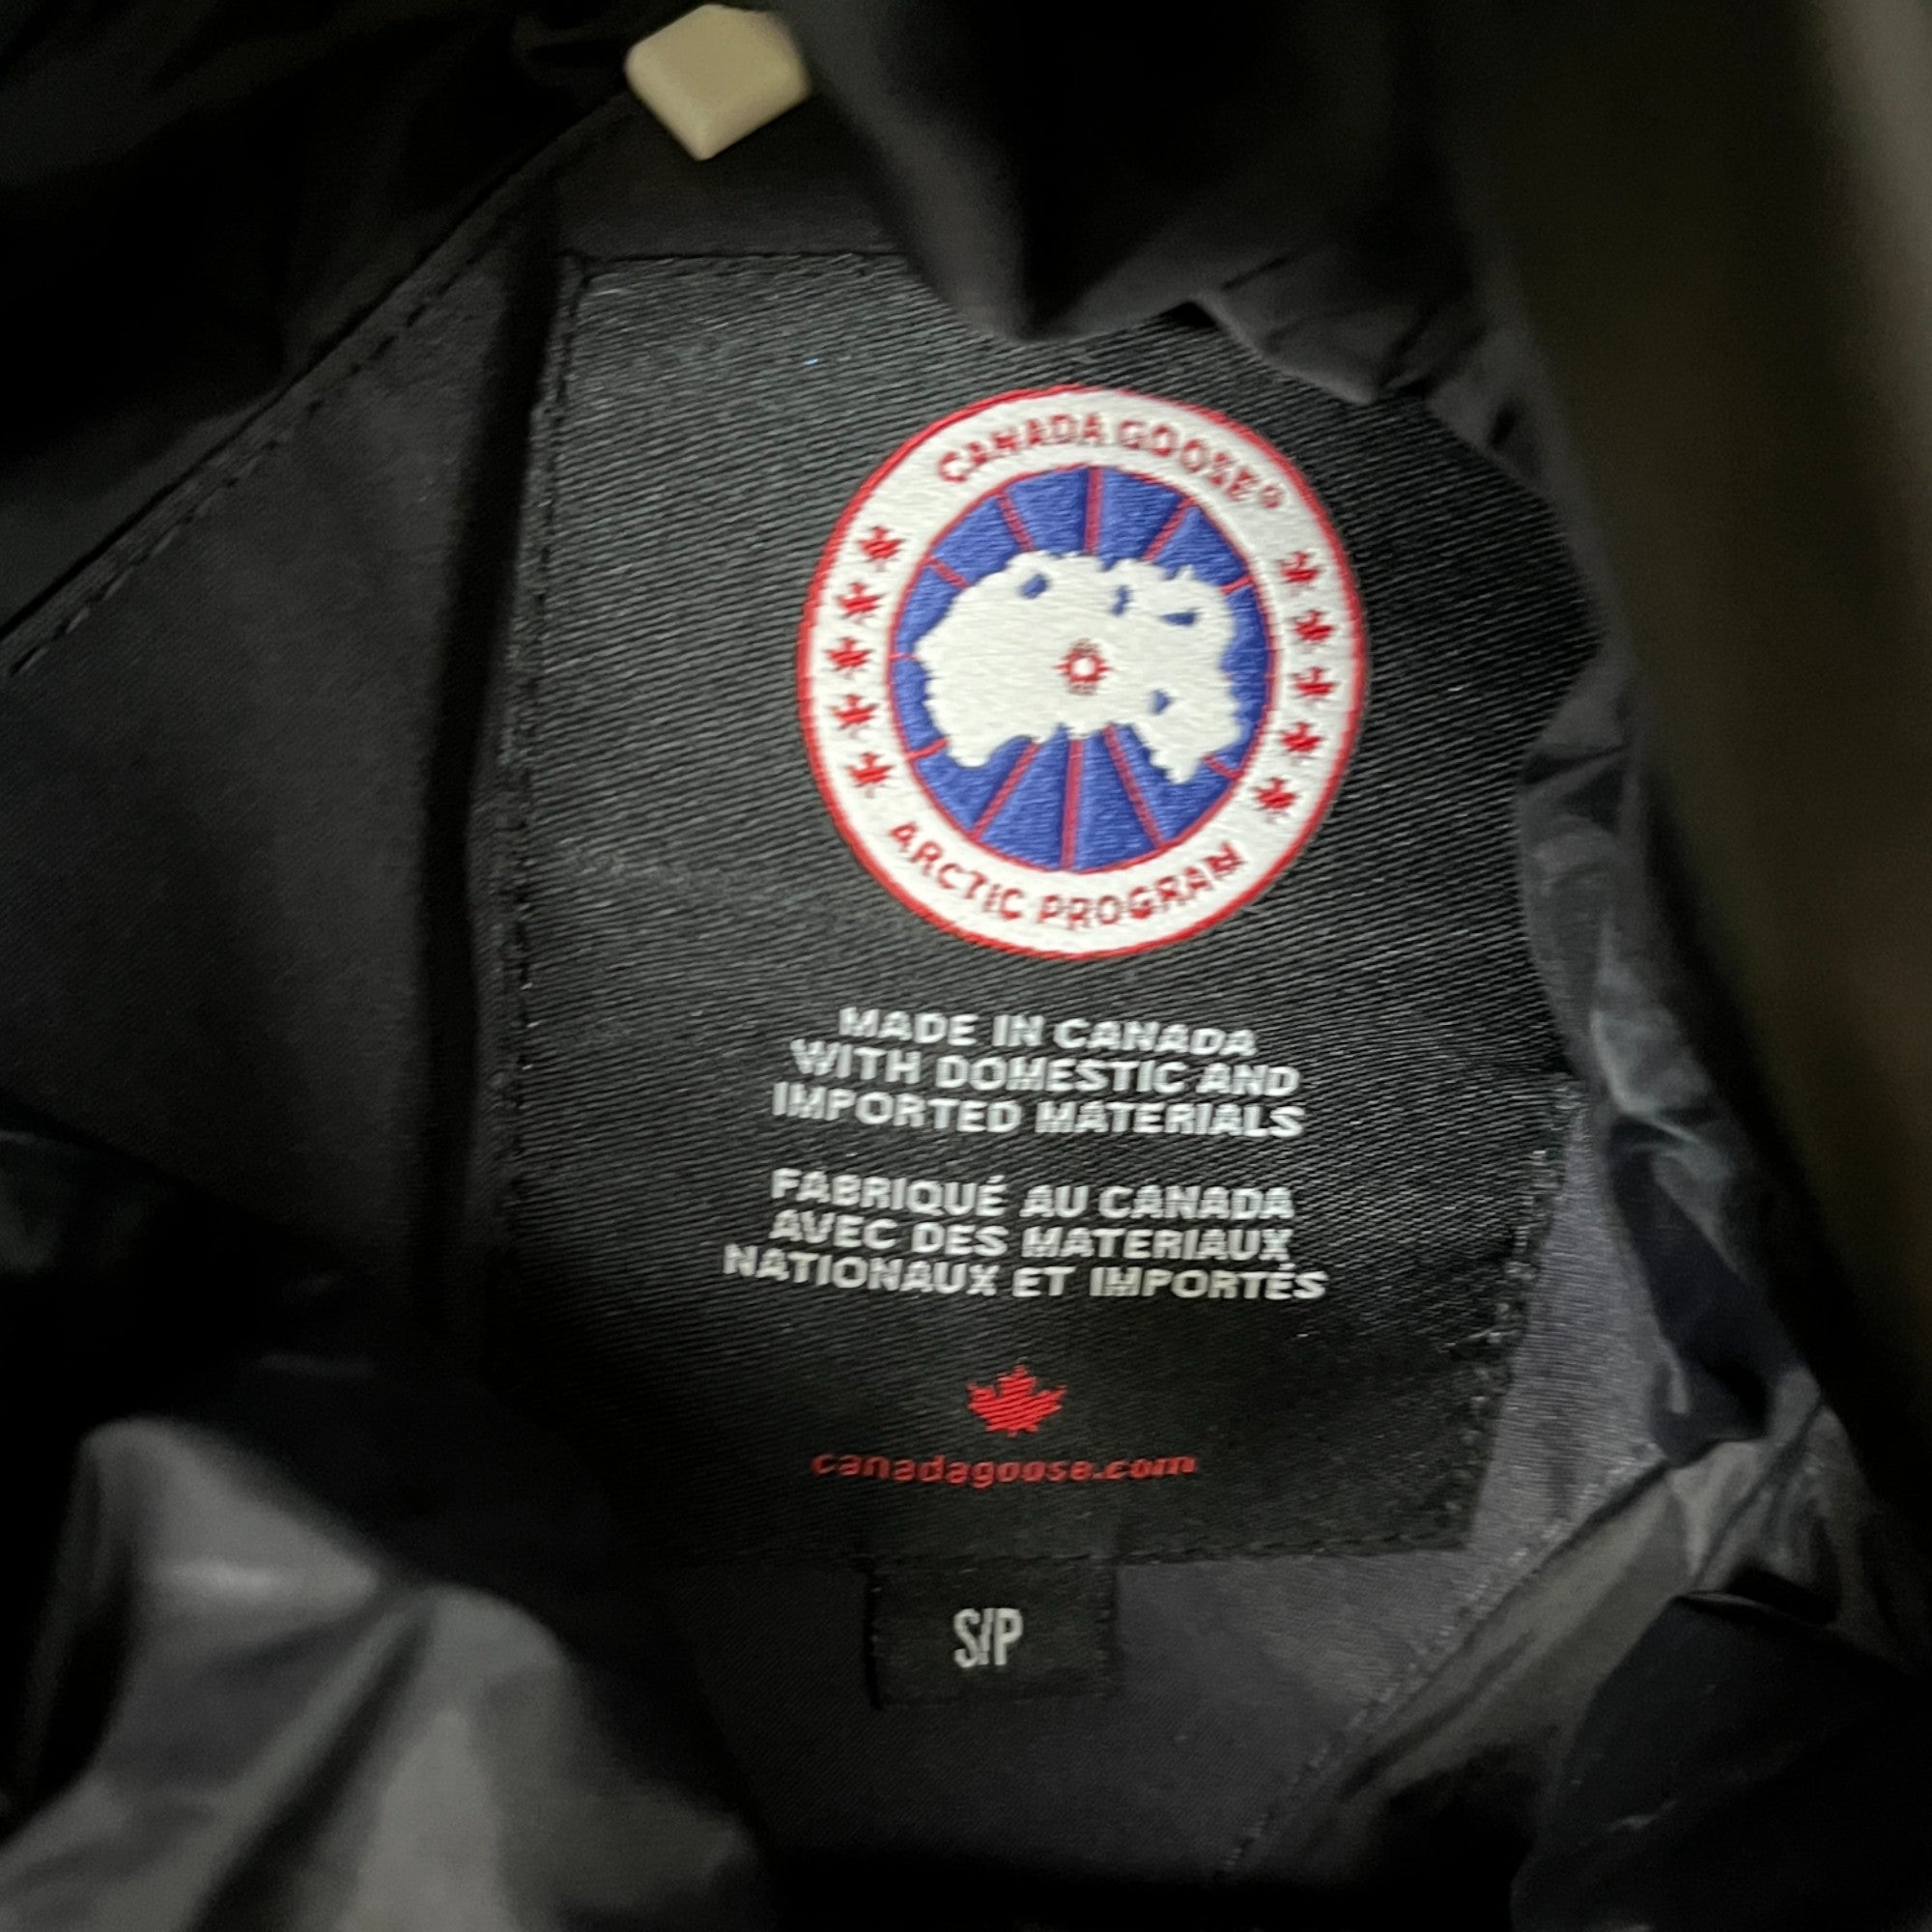 CANADA GOOSE®
ARCTIC PROGRAM
MADE IN CANADA
WITH DOMESTIC AND
IMPORTED MATERIALS
FABRIQUÉ AU CANADA
AVEC DES MATERIAUX
NATIONAUX ET IMPORTÉS
canadagoose.com
S/P